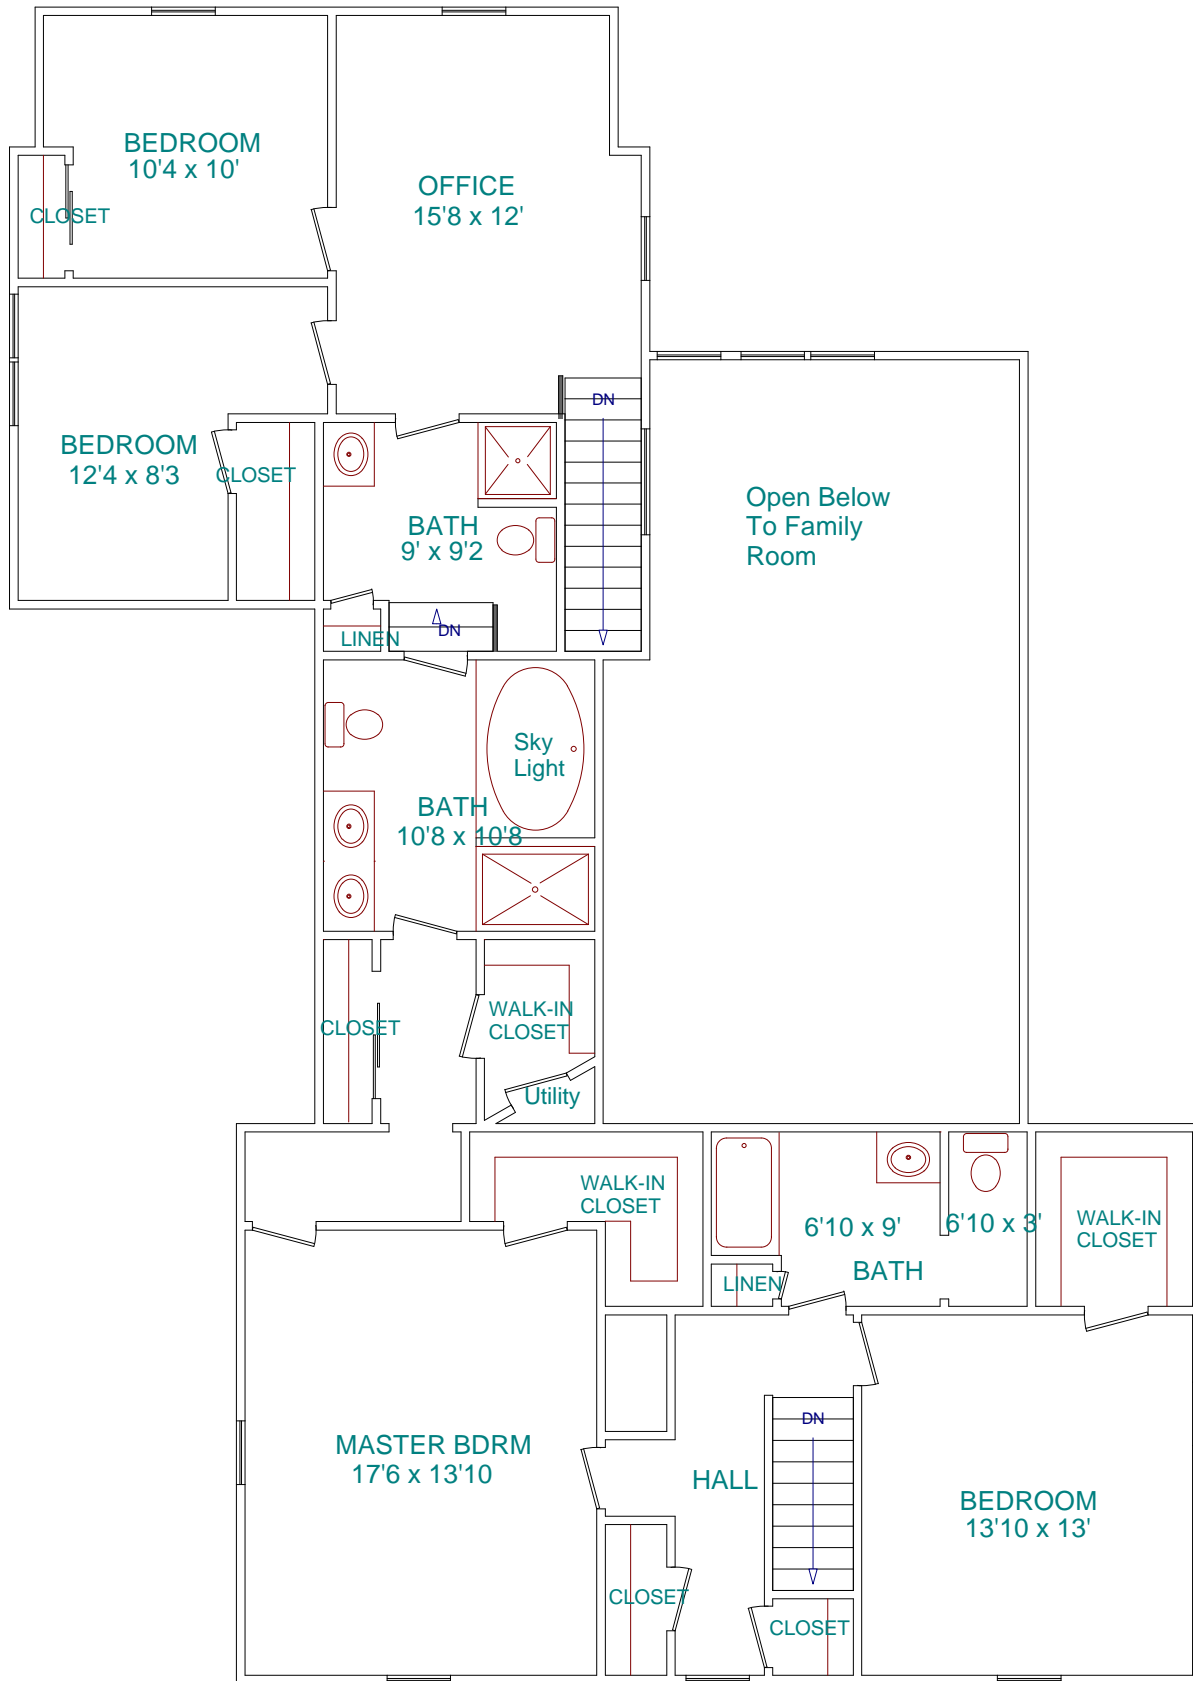 BEDROOM
10'4 x 10'
CLOSET
OFFICE
15'8 x 12'
DN
BEDROOM
12'4 x 8'3
CLOSET
BATH
9' x 9'2
Open Below
To Family
Room
LINEN
DN
Sky
Light
BATH
10'8 x 10'8
CLOSET
WALK-IN
CLOSET
Utility
WALK-IN
CLOSET
6'10 x 9'
6'10 x 3'
BATH
LINEN
WALK-IN
CLOSET
DN
MASTER BDRM
17'6 x 13'10
HALL
BEDROOM
13'10 x 13'
CLOSET
CLOSET